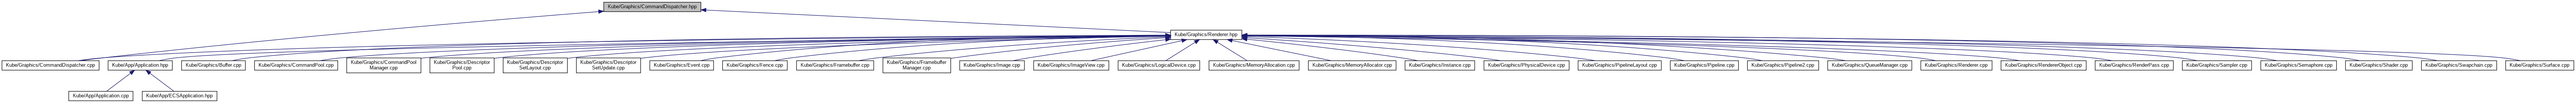 Kube/Graphics/CommandDispatcher.hpp
Kube/Graphics/Renderer.hpp
Kube/Graphics/CommandDispatcher.cpp
Kube/App/Application.hpp
Kube/Graphics/Buffer.cpp
Kube/Graphics/CommandPool.cpp
Kube/Graphics/CommandPool
Manager.cpp
Kube/Graphics/Descriptor
Pool.cpp
Kube/Graphics/Descriptor
SetLayout.cpp
Kube/Graphics/Descriptor
SetUpdate.cpp
Kube/Graphics/Event.cpp
Kube/Graphics/Fence.cpp
Kube/Graphics/Framebuffer.cpp
Kube/Graphics/Framebuffer
Manager.cpp
Kube/Graphics/Image.cpp
Kube/Graphics/ImageView.cpp
Kube/Graphics/LogicalDevice.cpp
Kube/Graphics/MemoryAllocation.cpp
Kube/Graphics/MemoryAllocator.cpp
Kube/Graphics/Instance.cpp
Kube/Graphics/PhysicalDevice.cpp
Kube/Graphics/PipelineLayout.cpp
Kube/Graphics/Pipeline.cpp
Kube/Graphics/Pipeline2.cpp
Kube/Graphics/QueueManager.cpp
Kube/Graphics/Renderer.cpp
Kube/Graphics/RendererObject.cpp
Kube/Graphics/RenderPass.cpp
Kube/Graphics/Sampler.cpp
Kube/Graphics/Semaphore.cpp
Kube/Graphics/Shader.cpp
Kube/Graphics/Swapchain.cpp
Kube/Graphics/Surface.cpp
Kube/App/Application.cpp
Kube/App/ECSApplication.hpp